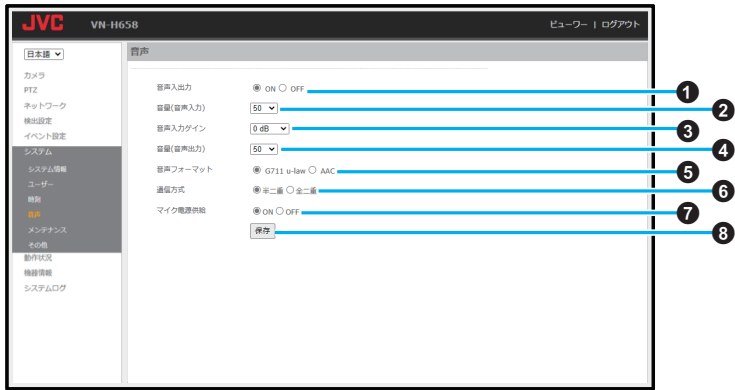 JVC VN-H658 ビューワー | ログアウト
日本語
音声
カメラ
PTZ
ネットワーク
検出設定
イベント設定
システム
システム情報
ユーザー
時刻
音声
メンテナンス
その他
動作状況
機器情報
システムログ
音声入出力 ON OFF 1
音量(音声入力) 50 2
音声入力ゲイン 0 dB 3
音量(音声出力) 50 4
音声フォーマット G711 u-law AAC 5
通信方式 半二重 全二重 6
マイク電源供給 ON OFF 7
保存 8